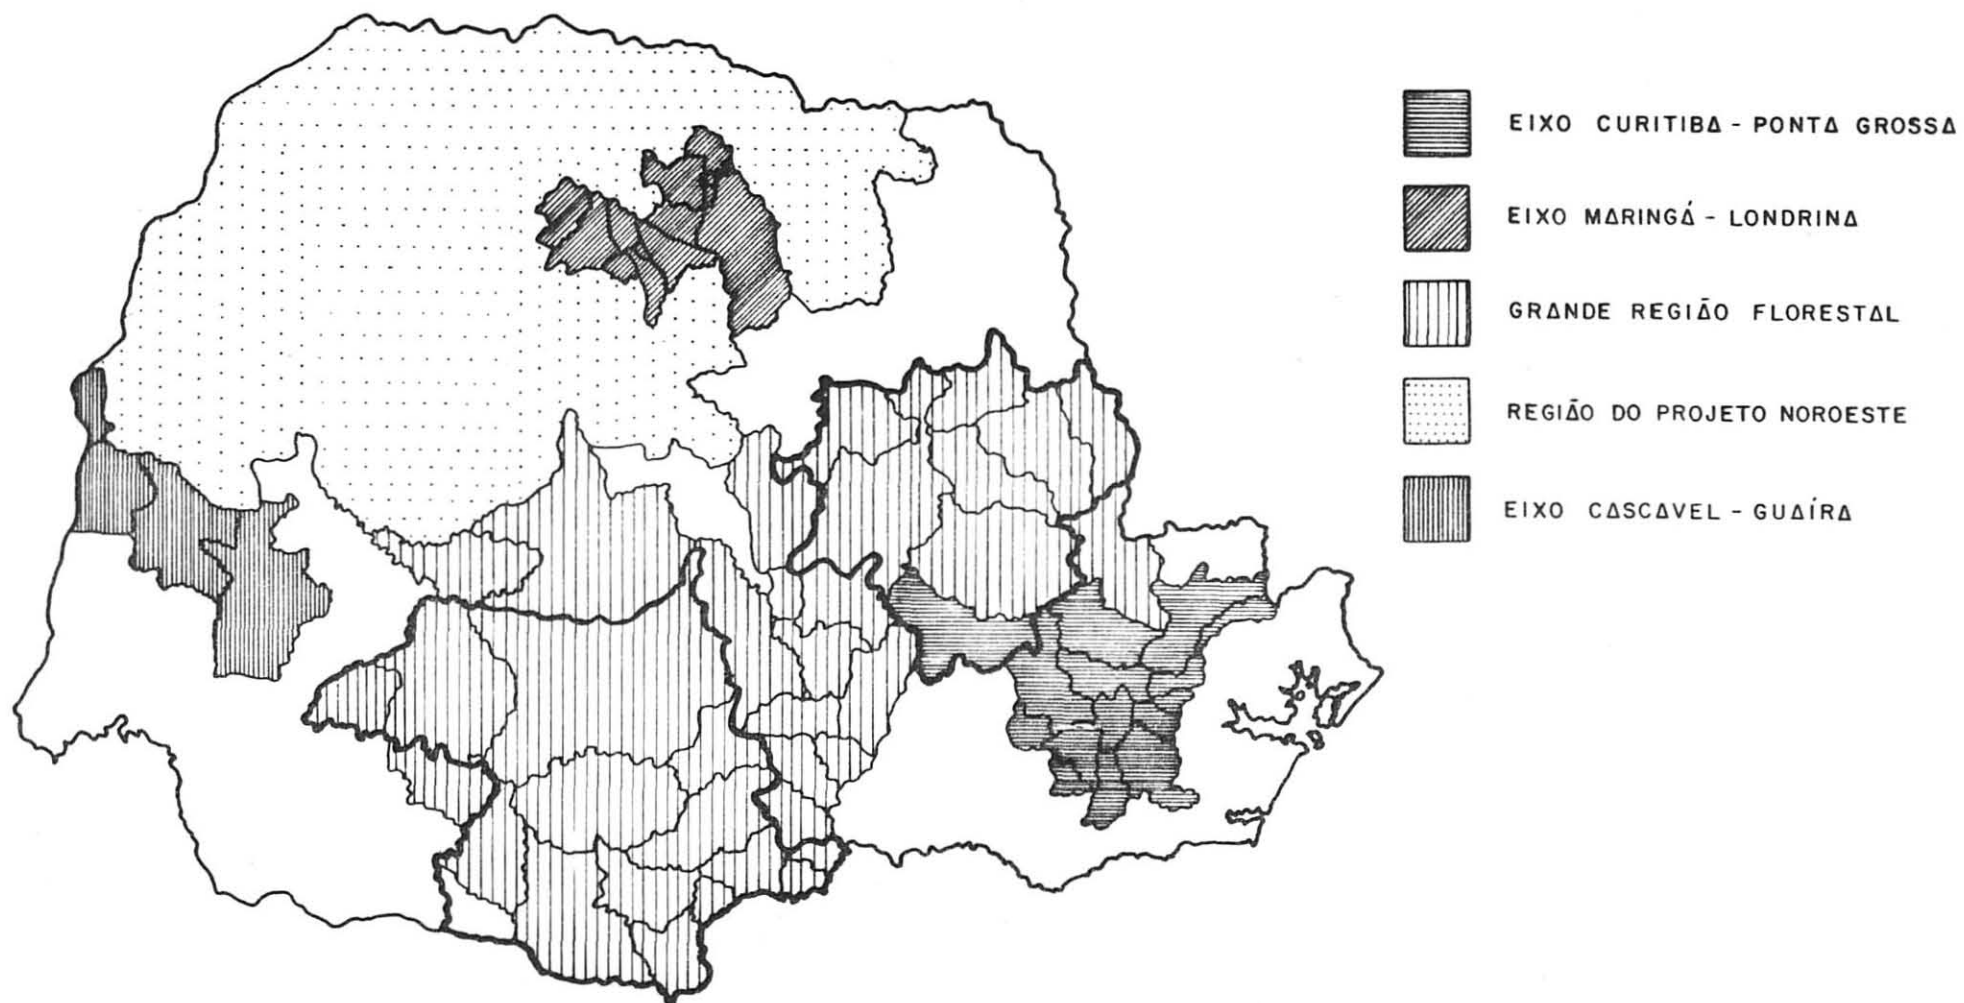 EIXO CURITIBA - PONTA GROSSA
EIXO MARINGÁ - LONDRINA
GRANDE REGIÃO FLORESTAL
REGIÃO DO PROJETO NOROESTE
EIXO CASCAVEL - GUAÍRA